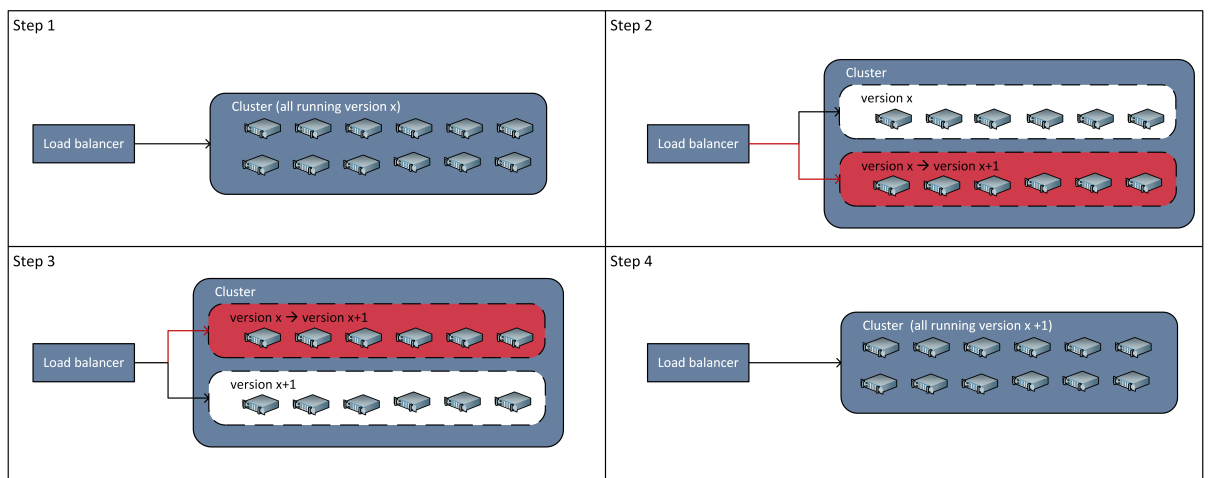 Step 1
Cluster (all running version x)
Load balancer
Step 2
Cluster
version x
Load balancer
version x → version x+1
Step 3
Cluster
version x → version x+1
Load balancer
version x+1
Step 4
Cluster  (all running version x +1)
Load balancer